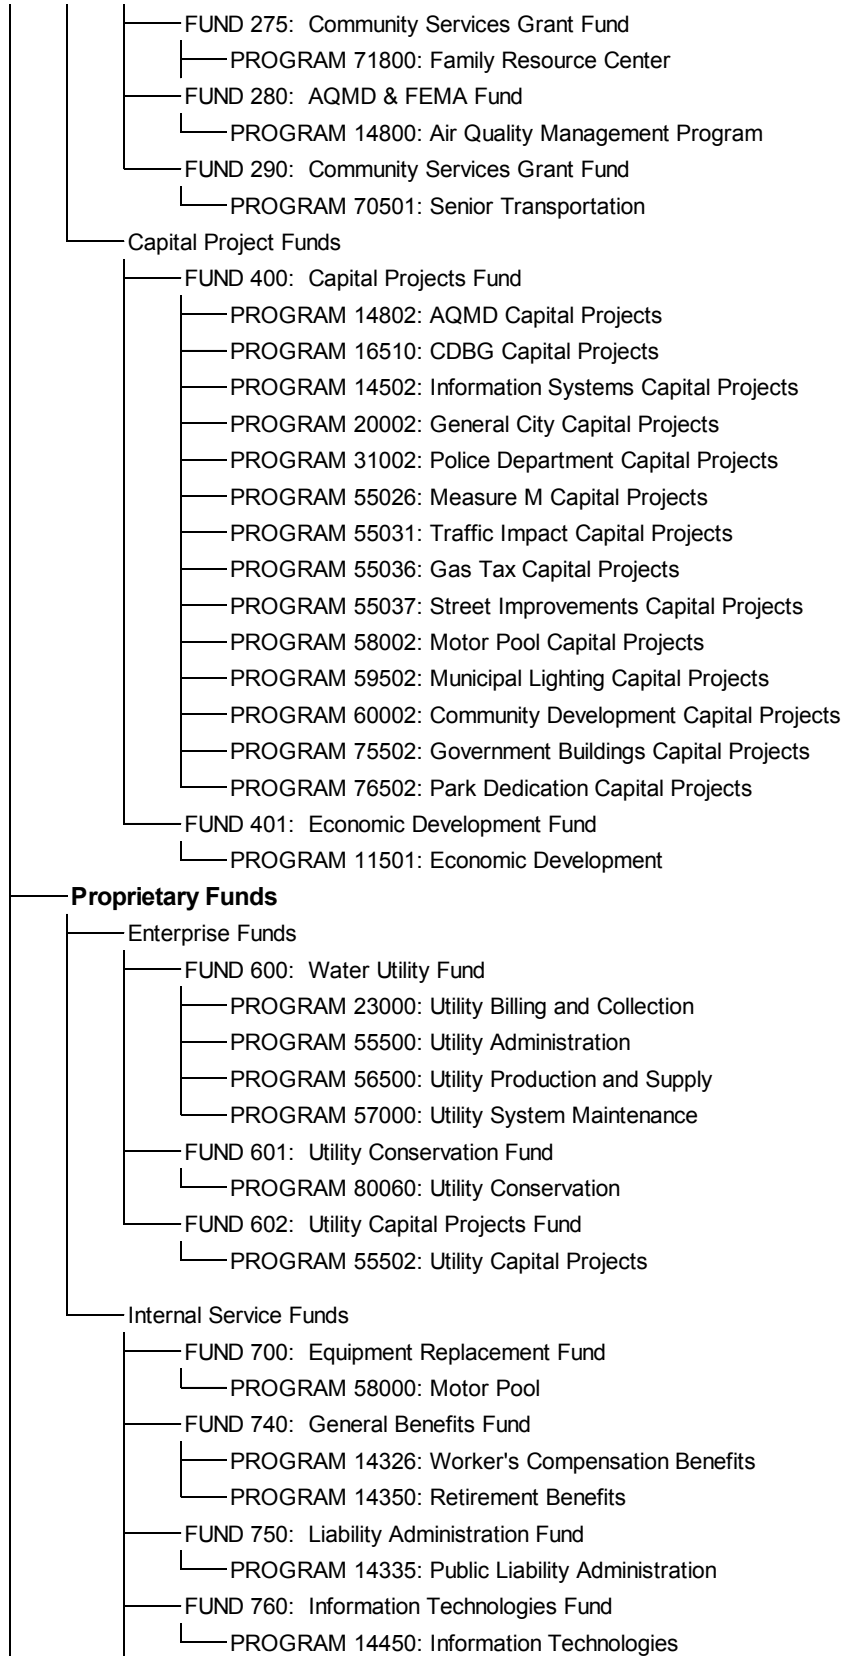 FUND 275: Community Services Grant Fund
PROGRAM 71800: Family Resource Center
FUND 280: AQMD & FEMA Fund
PROGRAM 14800: Air Quality Management Program
FUND 290: Community Services Grant Fund
PROGRAM 70501: Senior Transportation
Capital Project Funds
FUND 400: Capital Projects Fund
PROGRAM 14802: AQMD Capital Projects
PROGRAM 16510: CDBG Capital Projects
PROGRAM 14502: Information Systems Capital Projects
PROGRAM 20002: General City Capital Projects
PROGRAM 31002: Police Department Capital Projects
PROGRAM 55026: Measure M Capital Projects
PROGRAM 55031: Traffic Impact Capital Projects
PROGRAM 55036: Gas Tax Capital Projects
PROGRAM 55037: Street Improvements Capital Projects
PROGRAM 58002: Motor Pool Capital Projects
PROGRAM 59502: Municipal Lighting Capital Projects
PROGRAM 60002: Community Development Capital Projects
PROGRAM 75502: Government Buildings Capital Projects
PROGRAM 76502: Park Dedication Capital Projects
FUND 401: Economic Development Fund
PROGRAM 11501: Economic Development
Proprietary Funds
Enterprise Funds
FUND 600: Water Utility Fund
PROGRAM 23000: Utility Billing and Collection
PROGRAM 55500: Utility Administration
PROGRAM 56500: Utility Production and Supply
PROGRAM 57000: Utility System Maintenance
FUND 601: Utility Conservation Fund
PROGRAM 80060: Utility Conservation
FUND 602: Utility Capital Projects Fund
PROGRAM 55502: Utility Capital Projects
Internal Service Funds
FUND 700: Equipment Replacement Fund
PROGRAM 58000: Motor Pool
FUND 740: General Benefits Fund
PROGRAM 14326: Worker's Compensation Benefits
PROGRAM 14350: Retirement Benefits
FUND 750: Liability Administration Fund
PROGRAM 14335: Public Liability Administration
FUND 760: Information Technologies Fund
PROGRAM 14450: Information Technologies